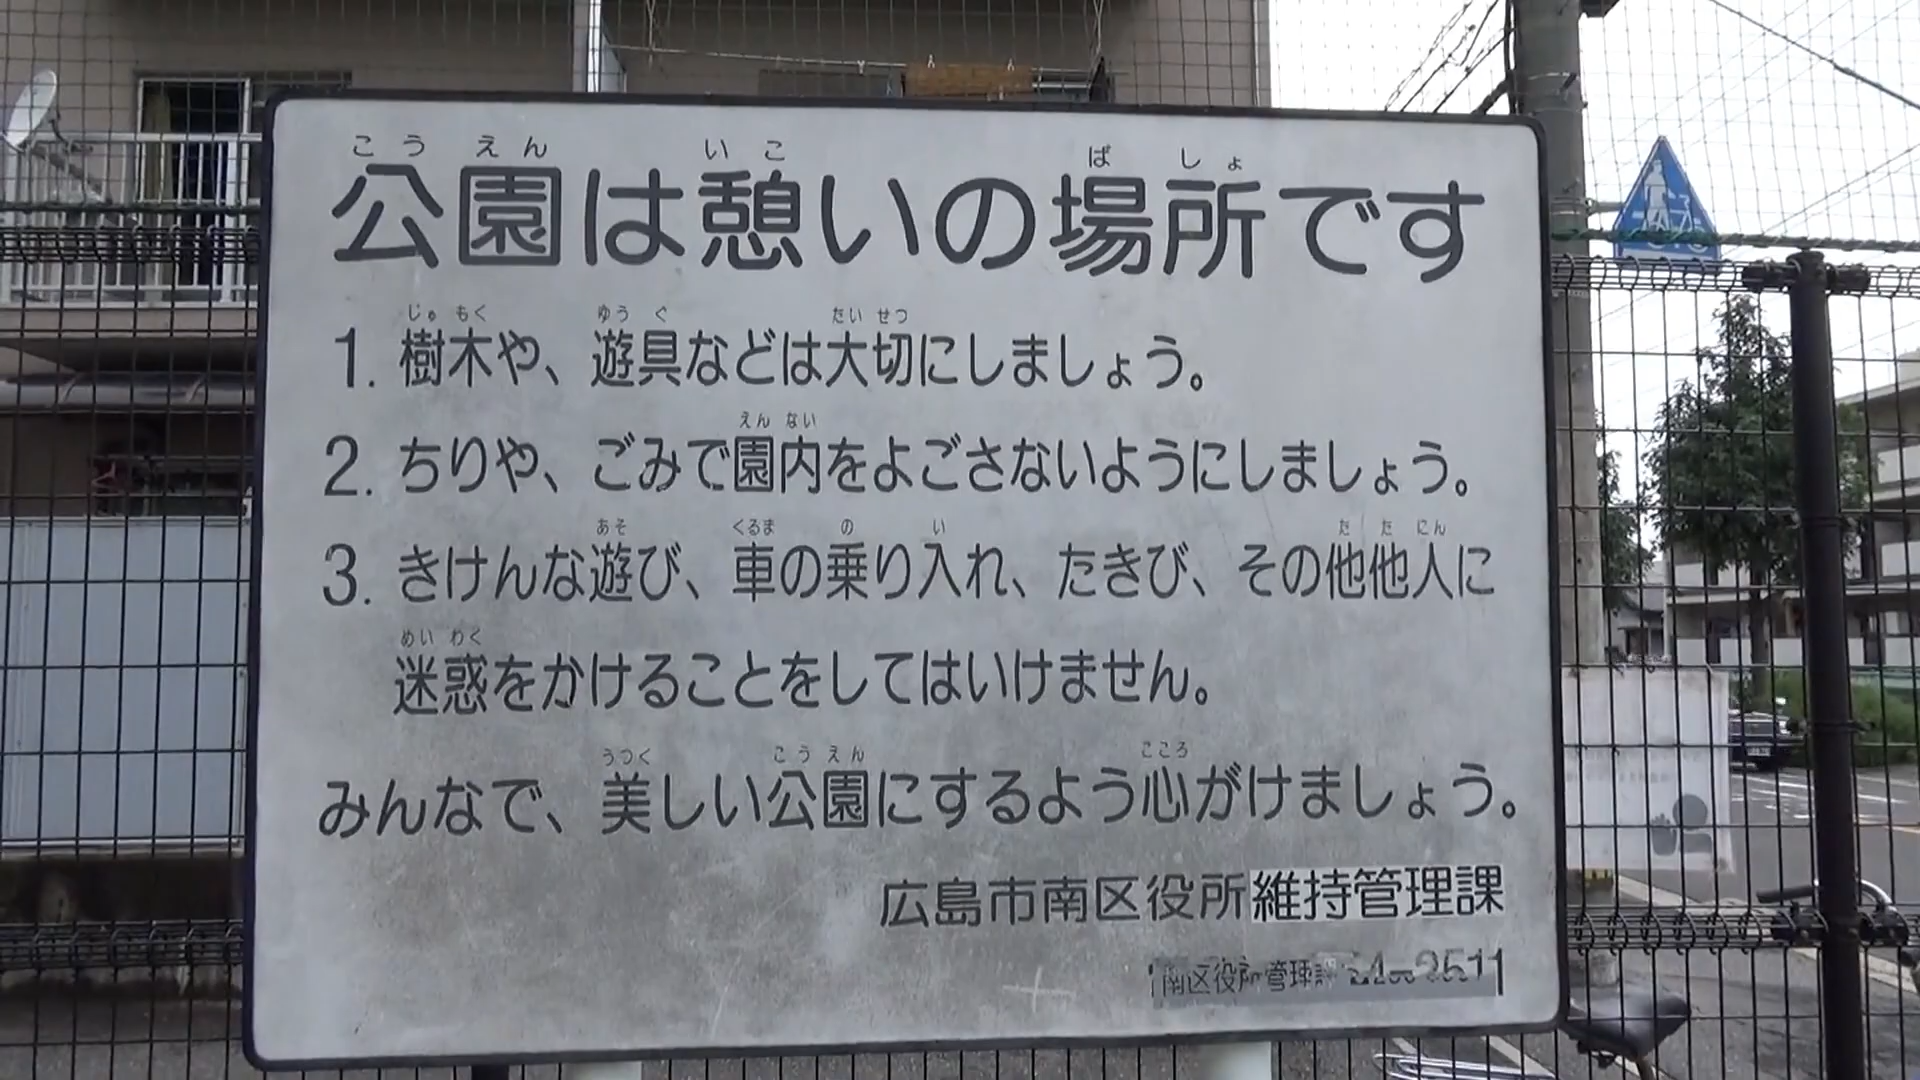 こうえん いこ ばしょ
公園は憩いの場所です
じゅもく ゆうぐ たいせつ
1. 樹木や、遊具などは大切にしましょう。
えんない
2. ちりや、ごみで園内をよごさないようにしましょう。
あそ くるま の い た た にん
3. きけんな遊び、車の乗り入れ、たきび、その他他人に
めいわく
迷惑をかけることをしてはいけません。
うつく こうえん こころ
みんなで、美しい公園にするよう心がけましょう。
広島市南区役所維持管理課
南区役所管理課